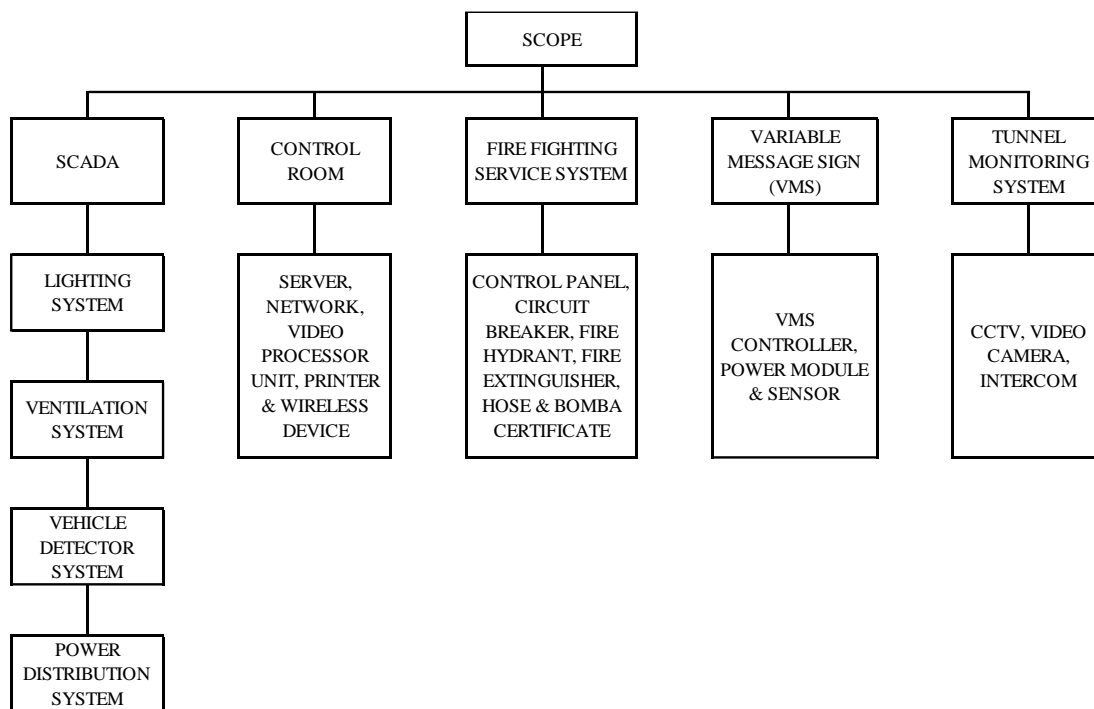 SCOPE
SCADA
CONTROL
ROOM
FIRE FIGHTING
SERVICE SYSTEM
VARIABLE
MESSAGE SIGN
(VMS)
TUNNEL
MONITORING
SYSTEM
LIGHTING
SYSTEM
VENTILATION
SYSTEM
VEHICLE
DETECTOR
SYSTEM
POWER
DISTRIBUTION
SYSTEM
SERVER,
NETWORK,
VIDEO
PROCESSOR
UNIT, PRINTER
& WIRELESS
DEVICE
CONTROL PANEL,
CIRCUIT
BREAKER, FIRE
HYDRANT, FIRE
EXTINGUISHER,
HOSE & BOMBA
CERTIFICATE
VMS
CONTROLLER,
POWER MODULE
& SENSOR
CCTV, VIDEO
CAMERA,
INTERCOM